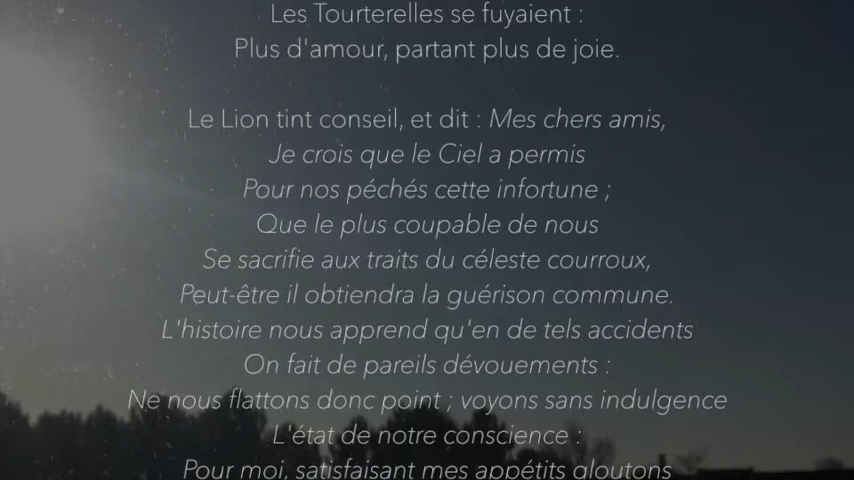 Les Tourterelles se fuyaient :
Plus d'amour, partant plus de joie.
Le Lion tint conseil, et dit : Mes chers amis,
Je crois que le Ciel a permis
Pour nos péchés cette infortune ;
Que le plus coupable de nous
Se sacrifie aux traits du céleste courroux,
Peut-être il obtiendra la guérison commune.
L'histoire nous apprend qu'en de tels accidents
On fait de pareils dévouements :
Ne nous flattons donc point ; voyons sans indulgence
L'état de notre conscience :
Pour moi, satisfaisant mes appétits gloutons